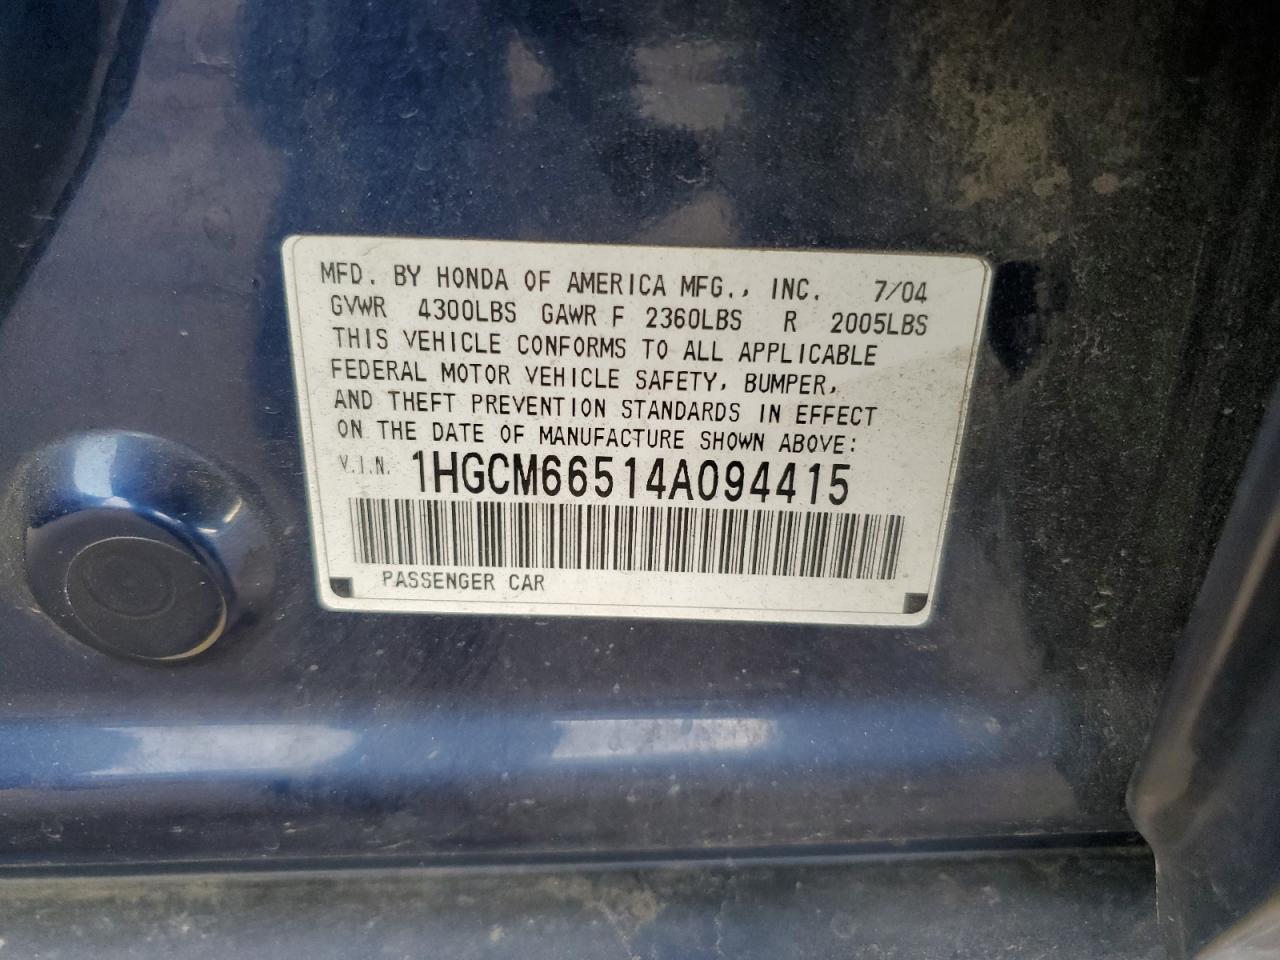 MFD. BY HONDA OF AMERICA MFG., INC. 7/04
GVWR 4300LBS GAWR F 2360LBS R 2005LBS
THIS VEHICLE CONFORMS TO ALL APPLICABLE
FEDERAL MOTOR VEHICLE SAFETY, BUMPER,
AND THEFT PREVENTION STANDARDS IN EFFECT
ON THE DATE OF MANUFACTURE SHOWN ABOVE:
V.I.N. 1HGCM66514A094415
PASSENGER CAR